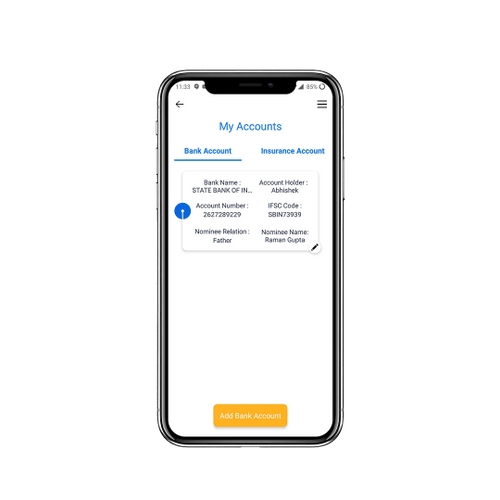 11:33 85%
My Accounts
Bank Account Insurance Account
Bank Name : Account Holder :
STATE BANK OF IN... Abhishek
Account Number : IFSC Code :
2627289229 SBIN73939
Nominee Relation : Nominee Name:
Father Raman Gupta
Add Bank Account